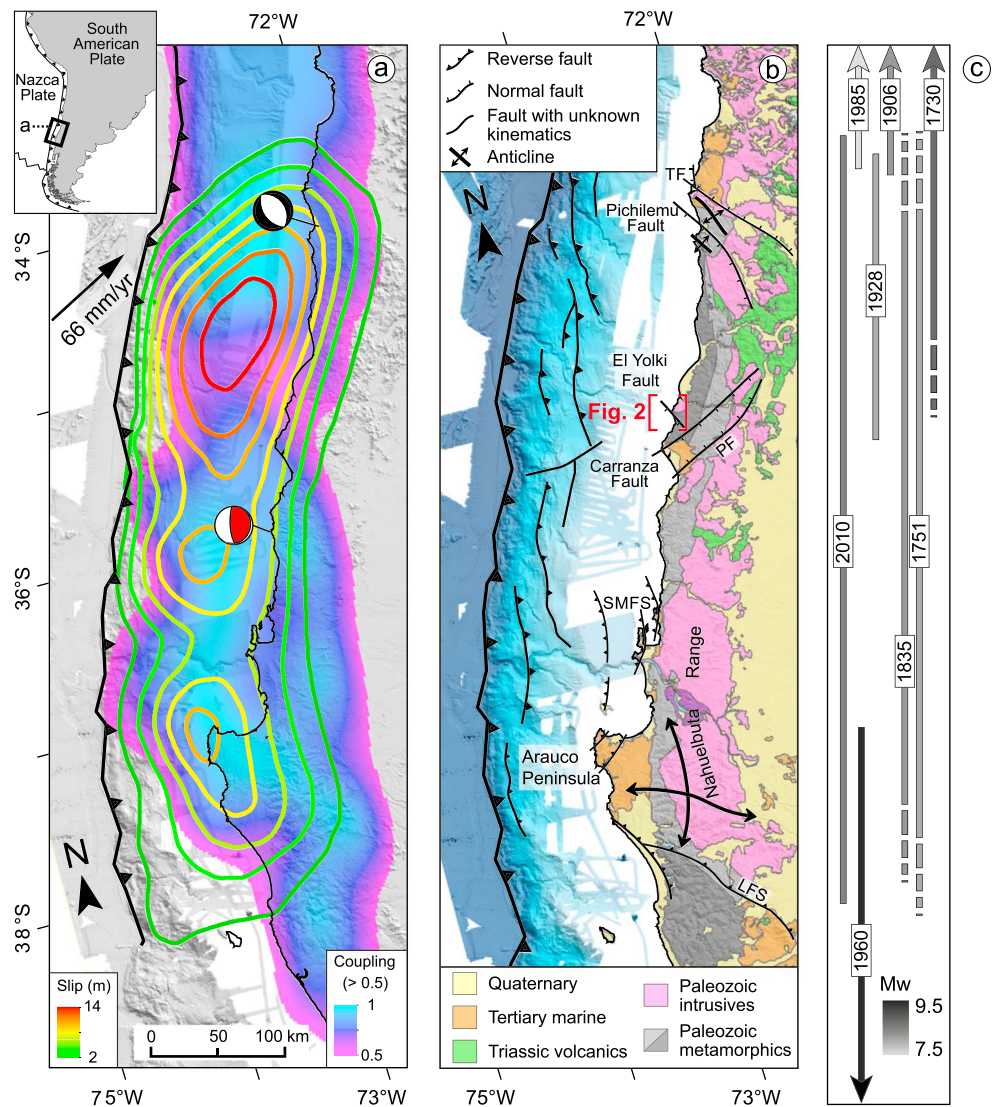 72°W
72°W
South
American
Plate
Nazca
Plate
a
a
66 mm/yr
34°S
36°S
38°S
N
Slip (m)
14
2
0
50
100 km
Coupling
(> 0.5)
1
0.5
75°W
73°W
Reverse fault
Normal fault
Fault with unknown
kinematics
Anticline
b
N
TF
Pichilemu
Fault
El Yolki
Fault
Fig. 2
PF
Carranza
Fault
SMFS
Nahuelbuta Range
Arauco
Peninsula
LFS
Quaternary
Tertiary marine
Triassic volcanics
Paleozoic
intrusives
Paleozoic
metamorphics
75°W
73°W
c
1985
1906
1730
1928
2010
1751
1835
1960
Mw
9.5
7.5